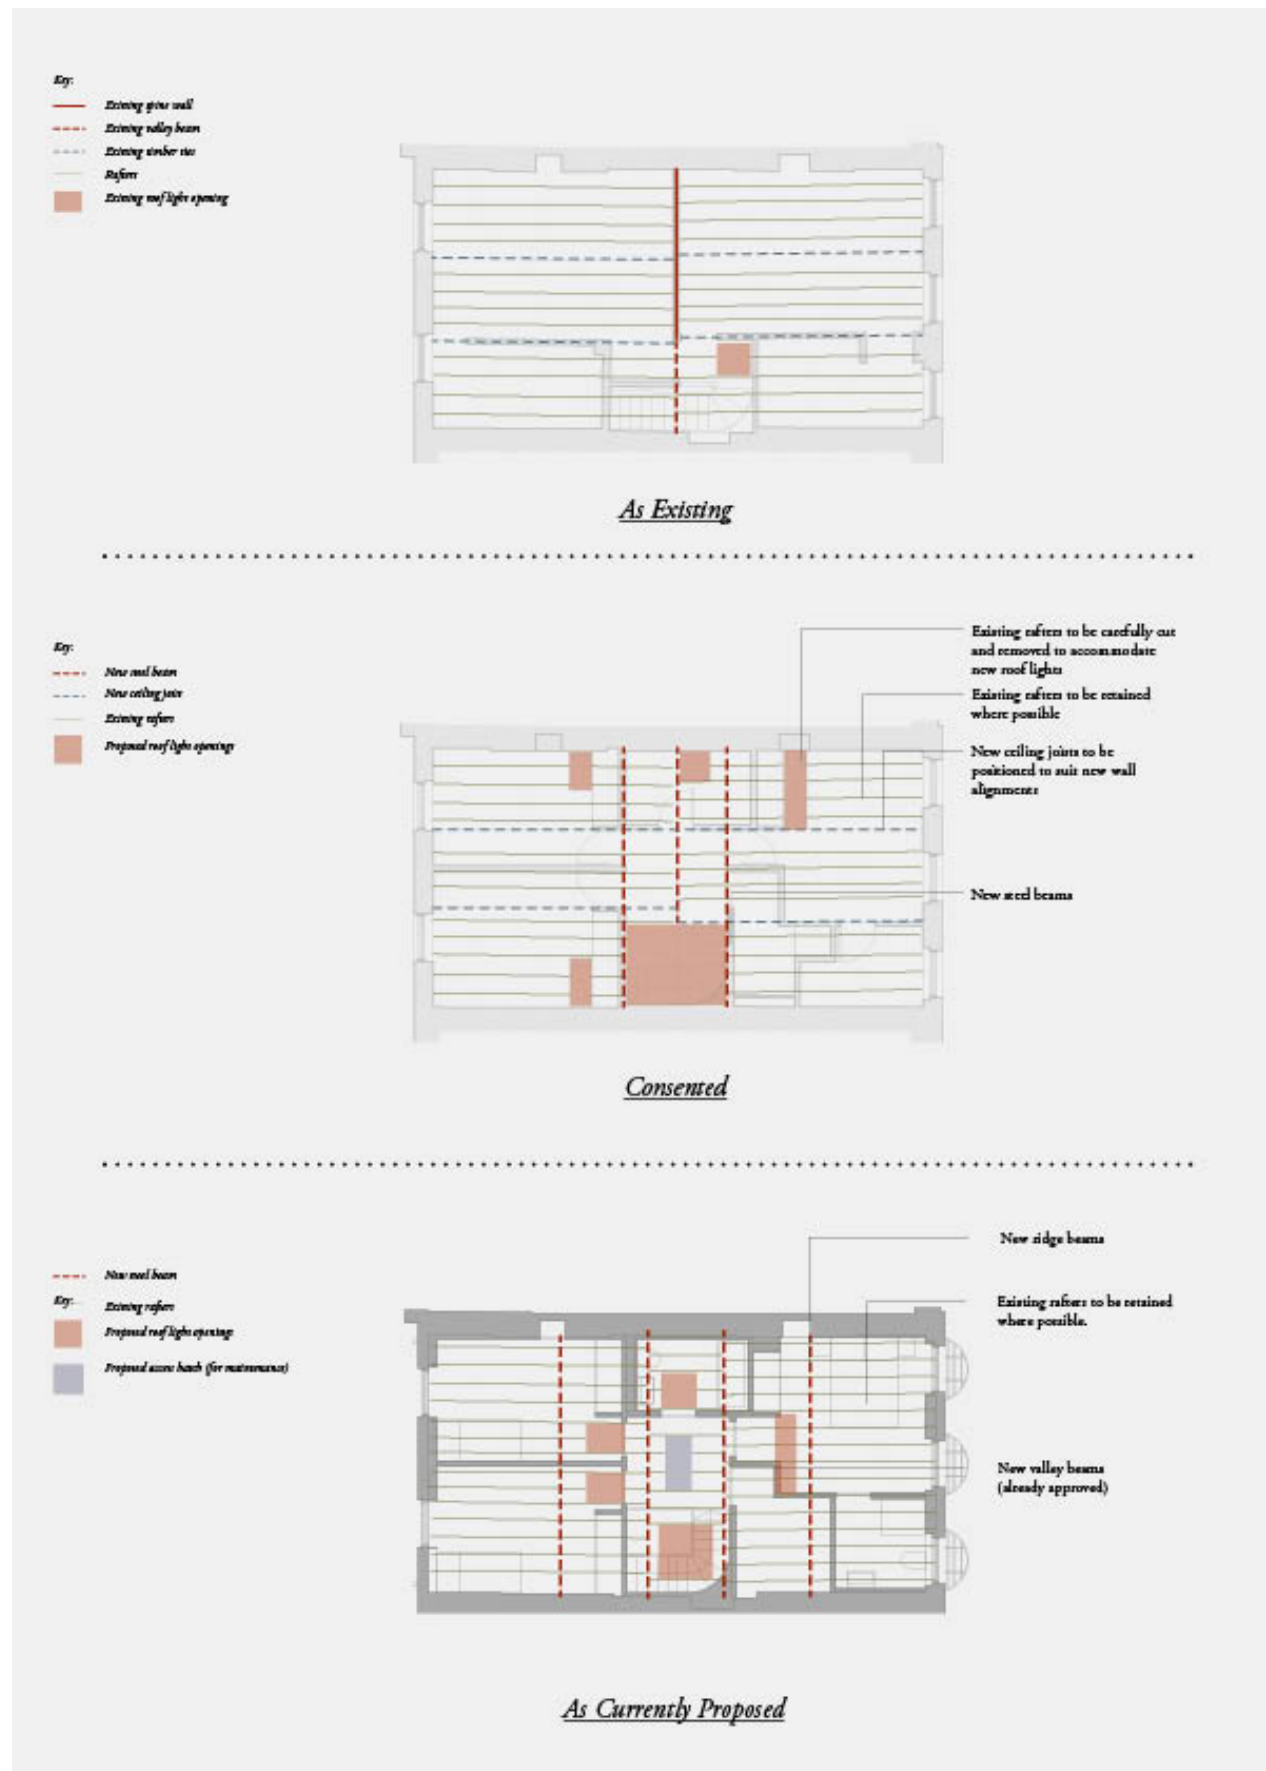 Key:
Existing spine wall
Existing valley beam
Existing timber ties
Rafters
Existing roof light opening
As Existing
Key:
New steel beam
New ceiling joist
Existing rafters
Proposed roof light openings
Existing rafters to be carefully cut
and removed to accommodate
new roof lights
Existing rafters to be retained
where possible
New ceiling joists to be
positioned to suit new wall
alignments
New steel beams
Consented
New steel beam
Key:
Existing rafters
Proposed roof light openings
Proposed access hatch (for maintenance)
New ridge beams
Existing rafters to be retained
where possible.
New valley beams
(already approved)
As Currently Proposed